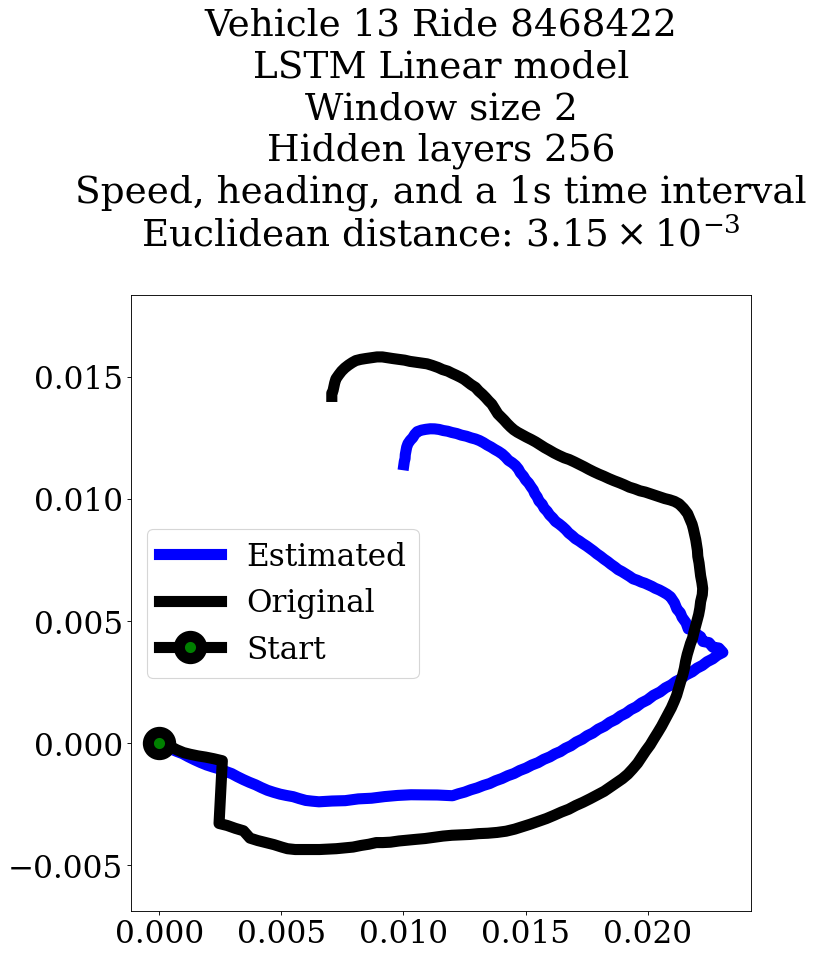 Vehicle 13 Ride 8468422
LSTM Linear model
Window size 2
Hidden layers 256
Speed, heading, and a 1s time interval
Euclidean distance: 3.15 × 10⁻³
0.015
0.010
0.005
0.000
−0.005
Estimated
Original
Start
0.000 0.005 0.010 0.015 0.020